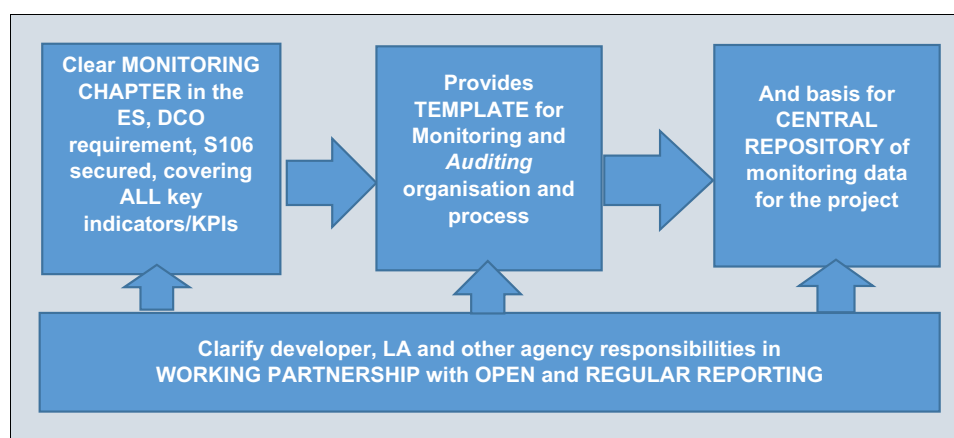 Clear MONITORING
CHAPTER in the
ES, DCO
requirement, S106
secured, covering
ALL key
indicators/KPIs
Provides
TEMPLATE for
Monitoring and
Auditing
organisation and
process
And basis for
CENTRAL
REPOSITORY of
monitoring data
for the project
Clarify developer, LA and other agency responsibilities in
WORKING PARTNERSHIP with OPEN and REGULAR REPORTING